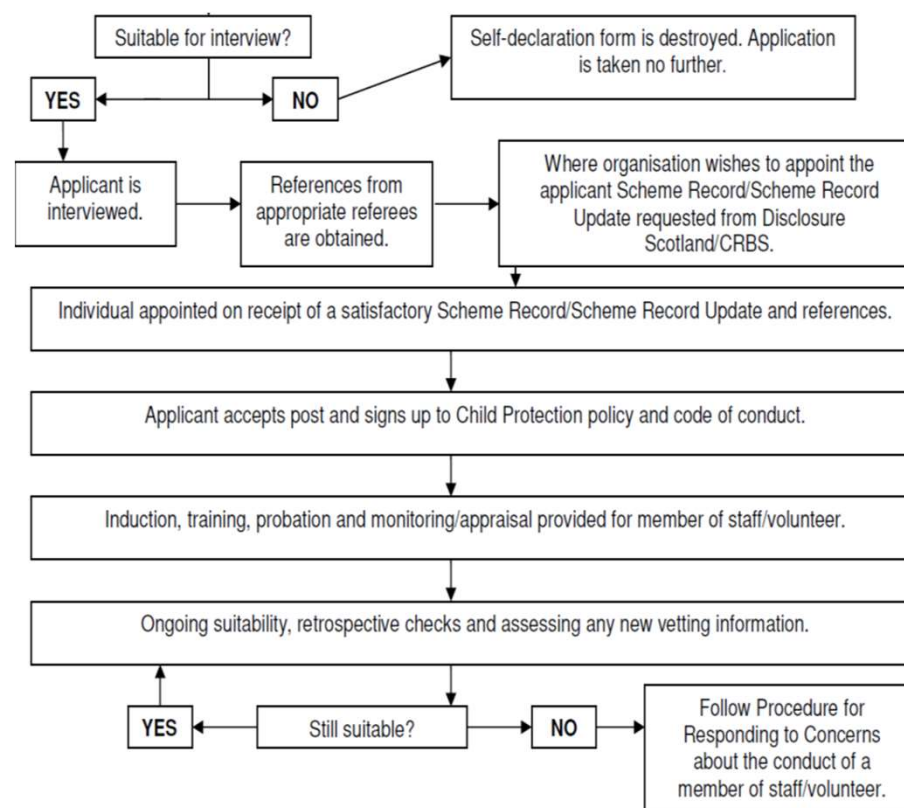 Suitable for interview?
Self-declaration form is destroyed. Application
is taken no further.
YES
NO
Applicant is
interviewed.
References from
appropriate referees
are obtained.
Where organisation wishes to appoint the
applicant Scheme Record/Scheme Record
Update requested from Disclosure
Scotland/CRBS.
Individual appointed on receipt of a satisfactory Scheme Record/Scheme Record Update and references.
Applicant accepts post and signs up to Child Protection policy and code of conduct.
Induction, training, probation and monitoring/appraisal provided for member of staff/volunteer.
Ongoing suitability, retrospective checks and assessing any new vetting information.
YES
Still suitable?
NO
Follow Procedure for
Responding to Concerns
about the conduct of a
member of staff/volunteer.